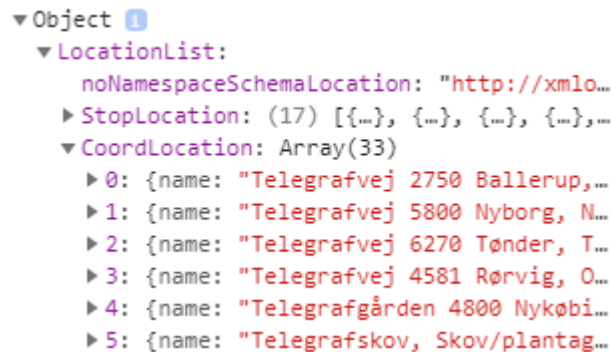 ▼Object i
▼LocationList:
noNamespaceSchemaLocation: "http://xmlo…
▶StopLocation: (17) [{…}, {…}, {…}, {…},…
▼CoordLocation: Array(33)
▶0: {name: "Telegrafvej 2750 Ballerup,…
▶1: {name: "Telegrafvej 5800 Nyborg, N…
▶2: {name: "Telegrafvej 6270 Tønder, T…
▶3: {name: "Telegrafvej 4581 Rørvig, O…
▶4: {name: "Telegrafgården 4800 Nykøbi…
▶5: {name: "Telegrafskov, Skov/plantag…